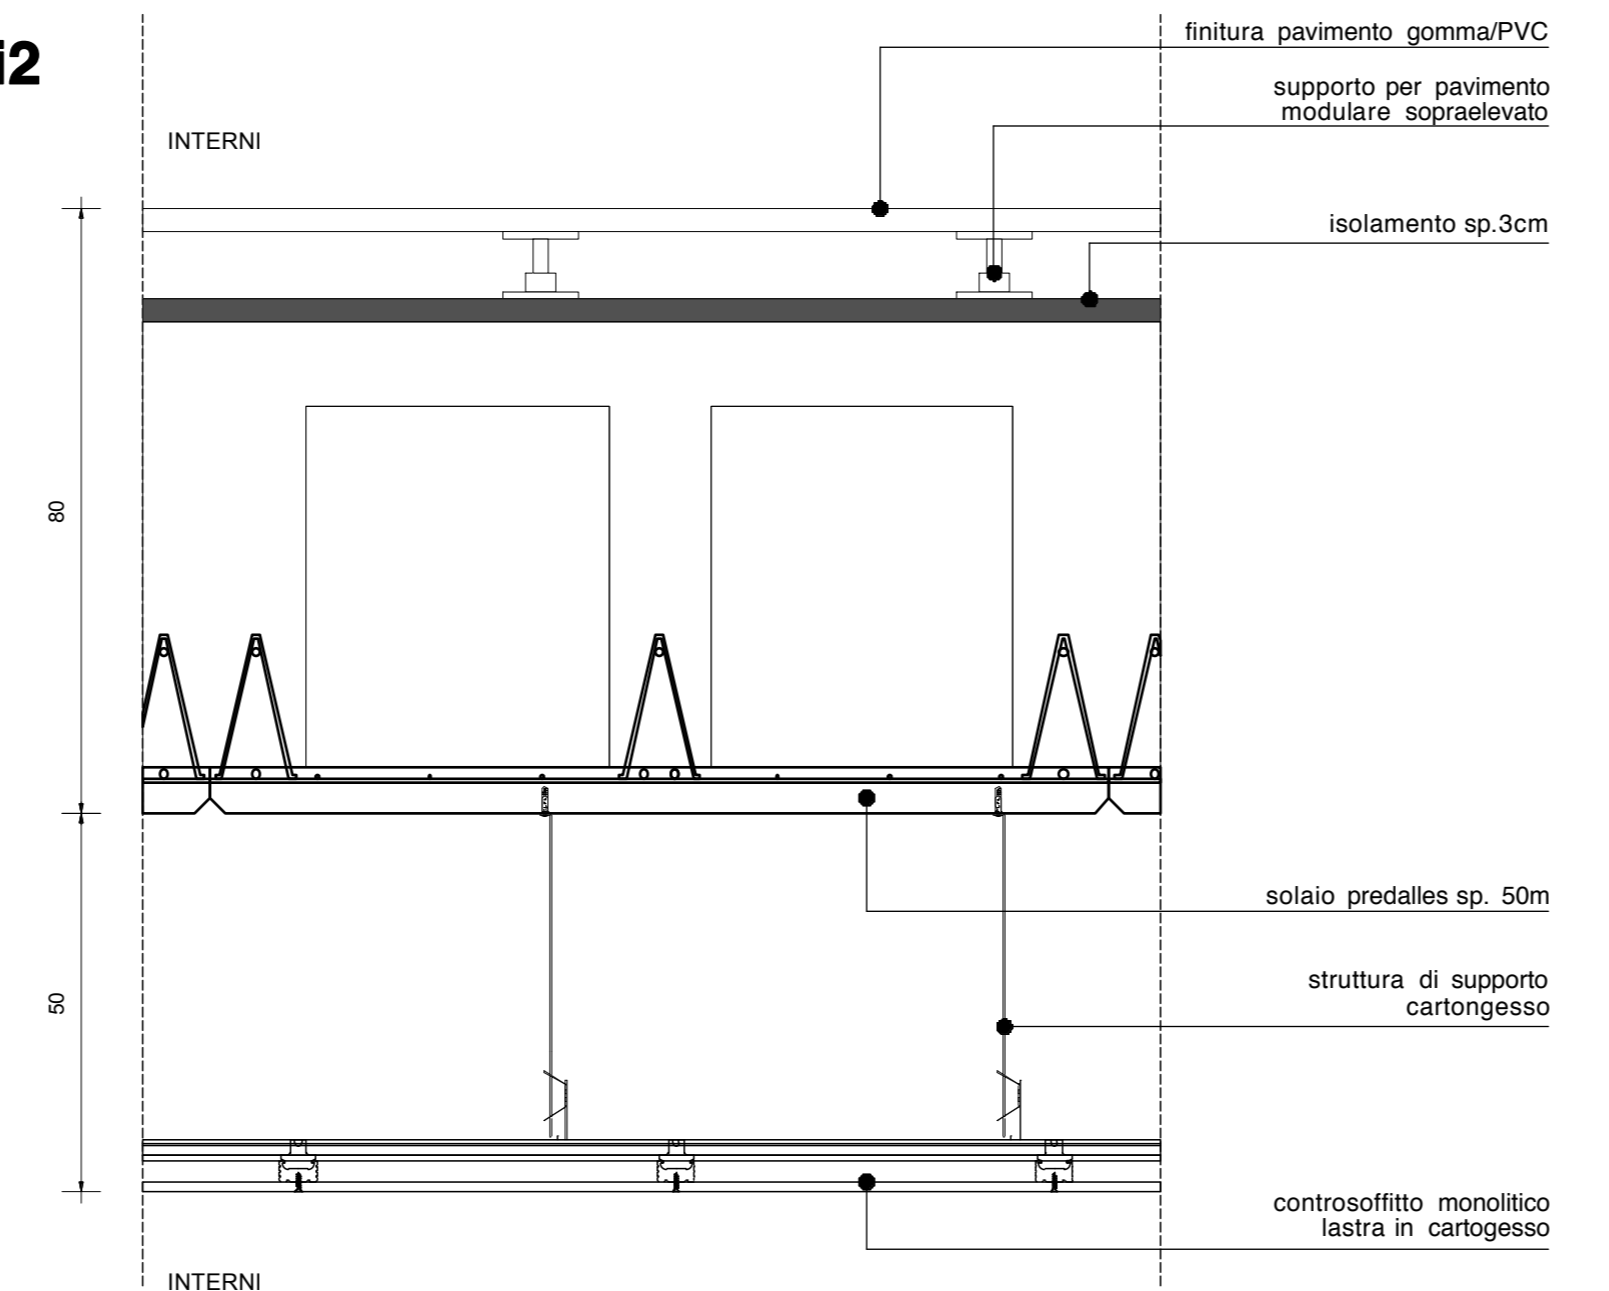 i2
finitura pavimento gomma/PVC
supporto per pavimento
modulare sopraelevato
INTERNI
isolamento sp.3cm
80
solaio predalles sp. 50m
struttura di supporto
cartongesso
50
controsoffitto monolitico
lastra in cartogesso
INTERNI